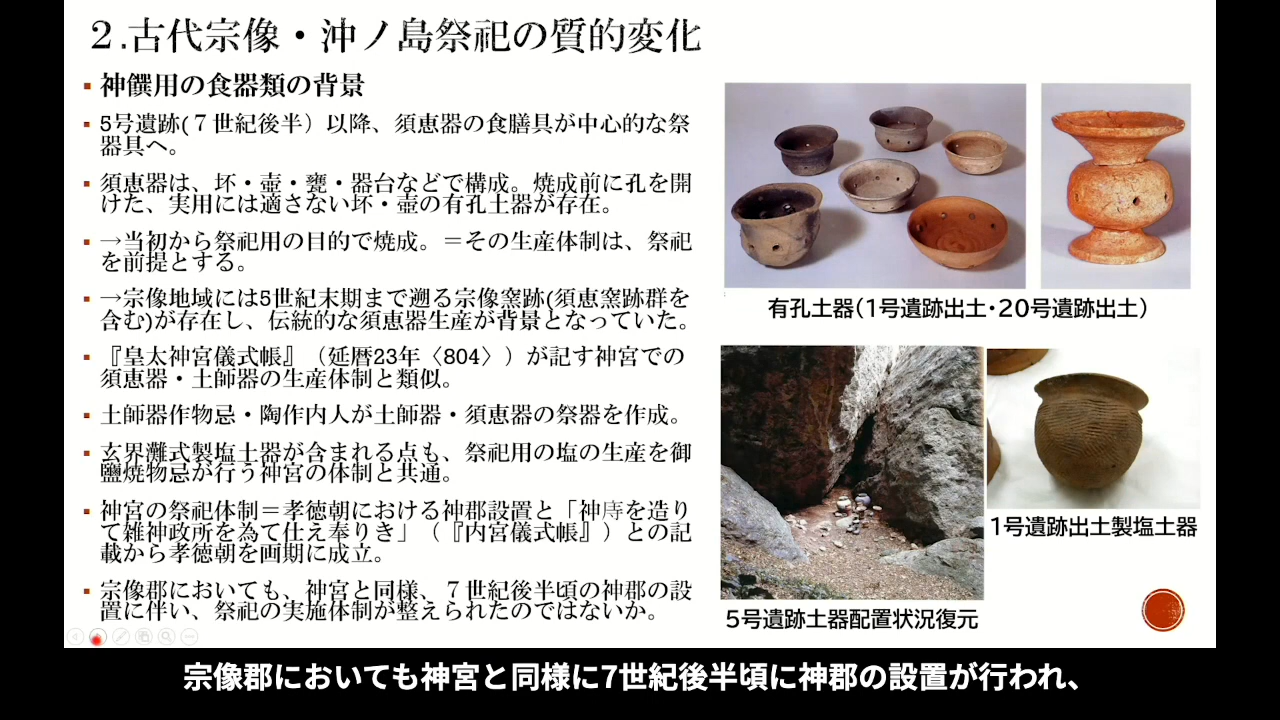 ２.古代宗像・沖ノ島祭祀の質的変化
神饌用の食器類の背景
5号遺跡(７世紀後半）以降、須恵器の食膳具が中心的な祭
器具へ。
須恵器は、坏・壺・甕・器台などで構成。焼成前に孔を開
けた、実用には適さない坏・壺の有孔土器が存在。
→当初から祭祀用の目的で焼成。＝その生産体制は、祭祀
を前提とする。
→宗像地域には5世紀末期まで遡る宗像窯跡(須恵窯跡群を
含む)が存在し、伝統的な須恵器生産が背景となっていた。
『皇太神宮儀式帳』（延暦23年〈804〉）が記す神宮での
須恵器・土師器の生産体制と類似。
土師器作物忌・陶作内人が土師器・須恵器の祭器を作成。
玄界灘式製塩土器が含まれる点も、祭祀用の塩の生産を御
鹽焼物忌が行う神宮の体制と共通。
神宮の祭祀体制＝孝徳朝における神郡設置と「神庤を造り
て雑神政所を為て仕え奉りき」（『内宮儀式帳』）との記
載から孝徳朝を画期に成立。
宗像郡においても、神宮と同様、７世紀後半頃の神郡の設
置に伴い、祭祀の実施体制が整えられたのではないか。
有孔土器（1号遺跡出土・20号遺跡出土）
1号遺跡出土製塩土器
5号遺跡土器配置状況復元
宗像郡においても神宮と同様に7世紀後半頃に神郡の設置が行われ、